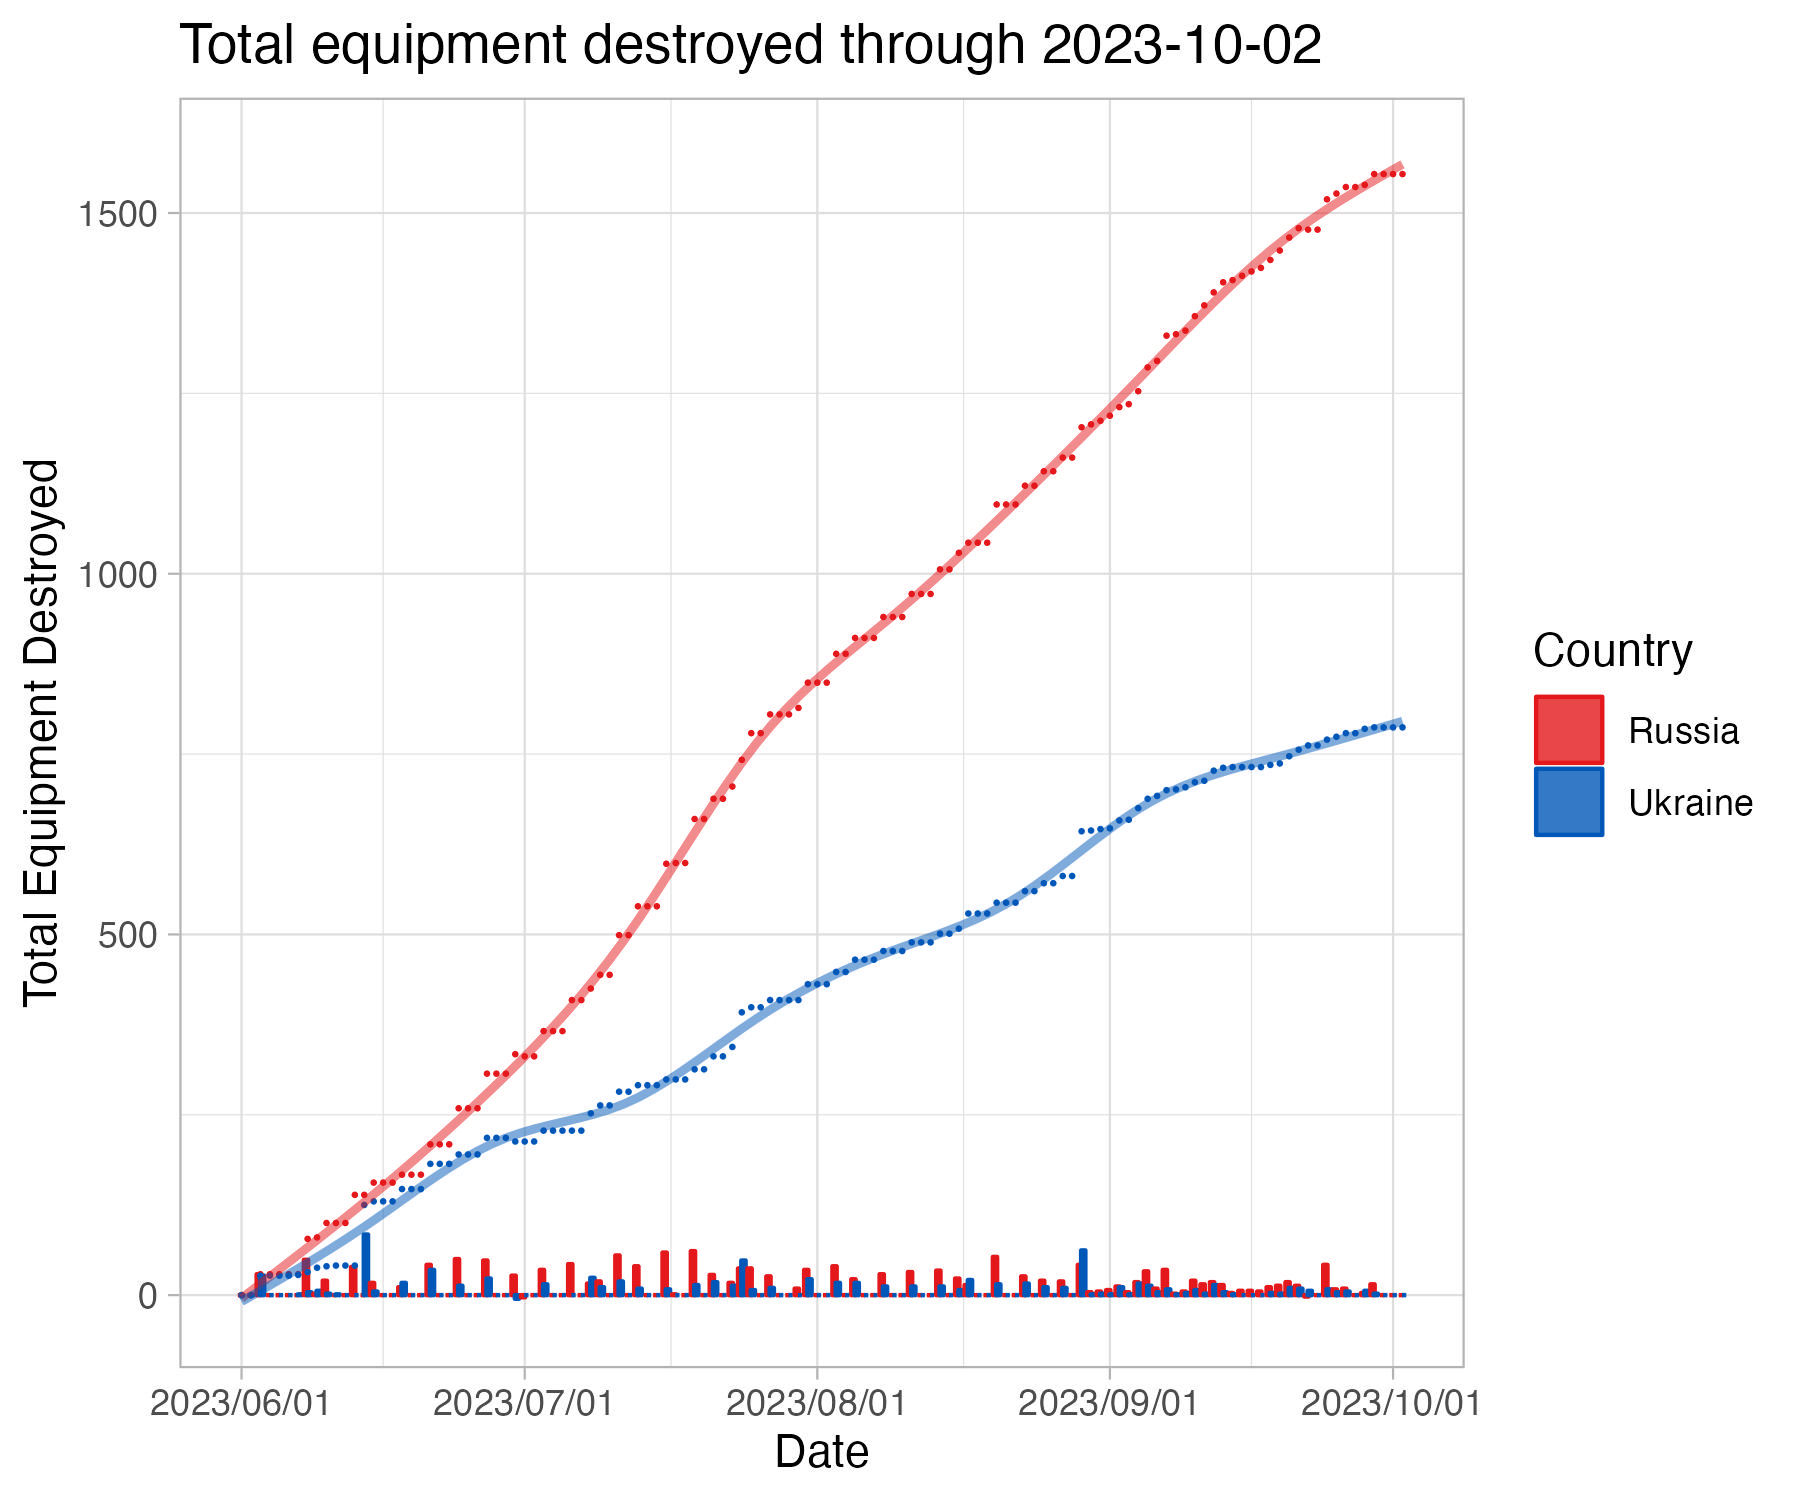 Total equipment destroyed through 2023-10-02
Total Equipment Destroyed
1500
1000
500
0
2023/06/01
2023/07/01
2023/08/01
2023/09/01
2023/10/01
Date
Country
Russia
Ukraine